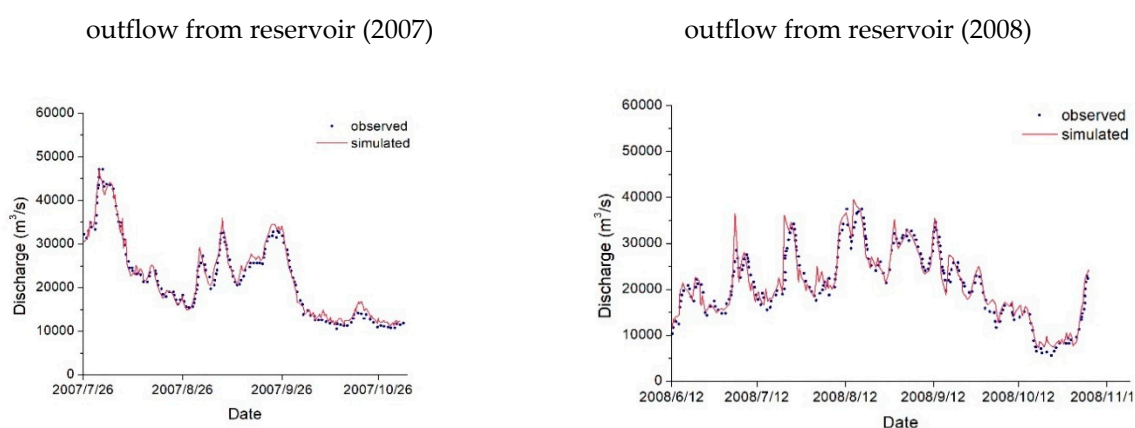 outflow from reservoir (2007)
outflow from reservoir (2008)
60000
50000
40000
30000
20000
10000
0
Discharge (m³/s)
observed
simulated
2007/7/26 2007/8/26 2007/9/26 2007/10/26
Date
60000
50000
40000
30000
20000
10000
0
Discharge (m³/s)
observed
simulated
2008/6/12 2008/7/12 2008/8/12 2008/9/12 2008/10/12 2008/11/1
Date